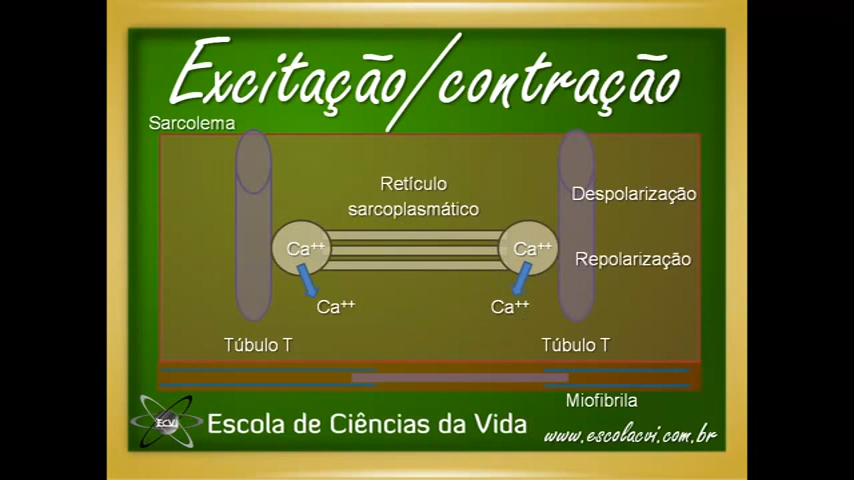 Excitação/contração
Sarcolema
Retículo
sarcoplasmático
Despolarização
Ca++
Ca++
Repolarização
Ca++
Ca++
Túbulo T
Túbulo T
Miofibrila
ECVI
Escola de Ciências da Vida
www.escolacvi.com.br